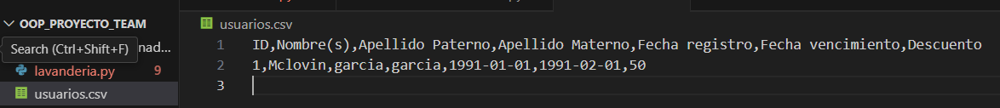 OOP_PROYECTO_TEAM
Search (Ctrl+Shift+F)
nad...
lavanderia.py
9
usuarios.csv
usuarios.csv
1 ID,Nombre(s),Apellido Paterno,Apellido Materno,Fecha registro,Fecha vencimiento,Descuento
2 1,Mclovin,garcia,garcia,1991-01-01,1991-02-01,50
3